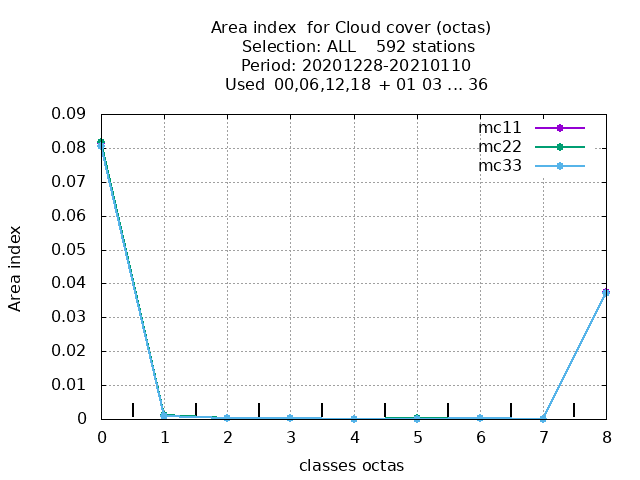 Area index  for Cloud cover (octas)
Selection: ALL    592 stations
Period: 20201228-20210110
Used  00,06,12,18  + 01 03 ... 36
mc11
mc22
mc33
0.09
0.08
0.07
0.06
0.05
0.04
0.03
0.02
0.01
0
Area index
0 1 2 3 4 5 6 7 8
classes octas